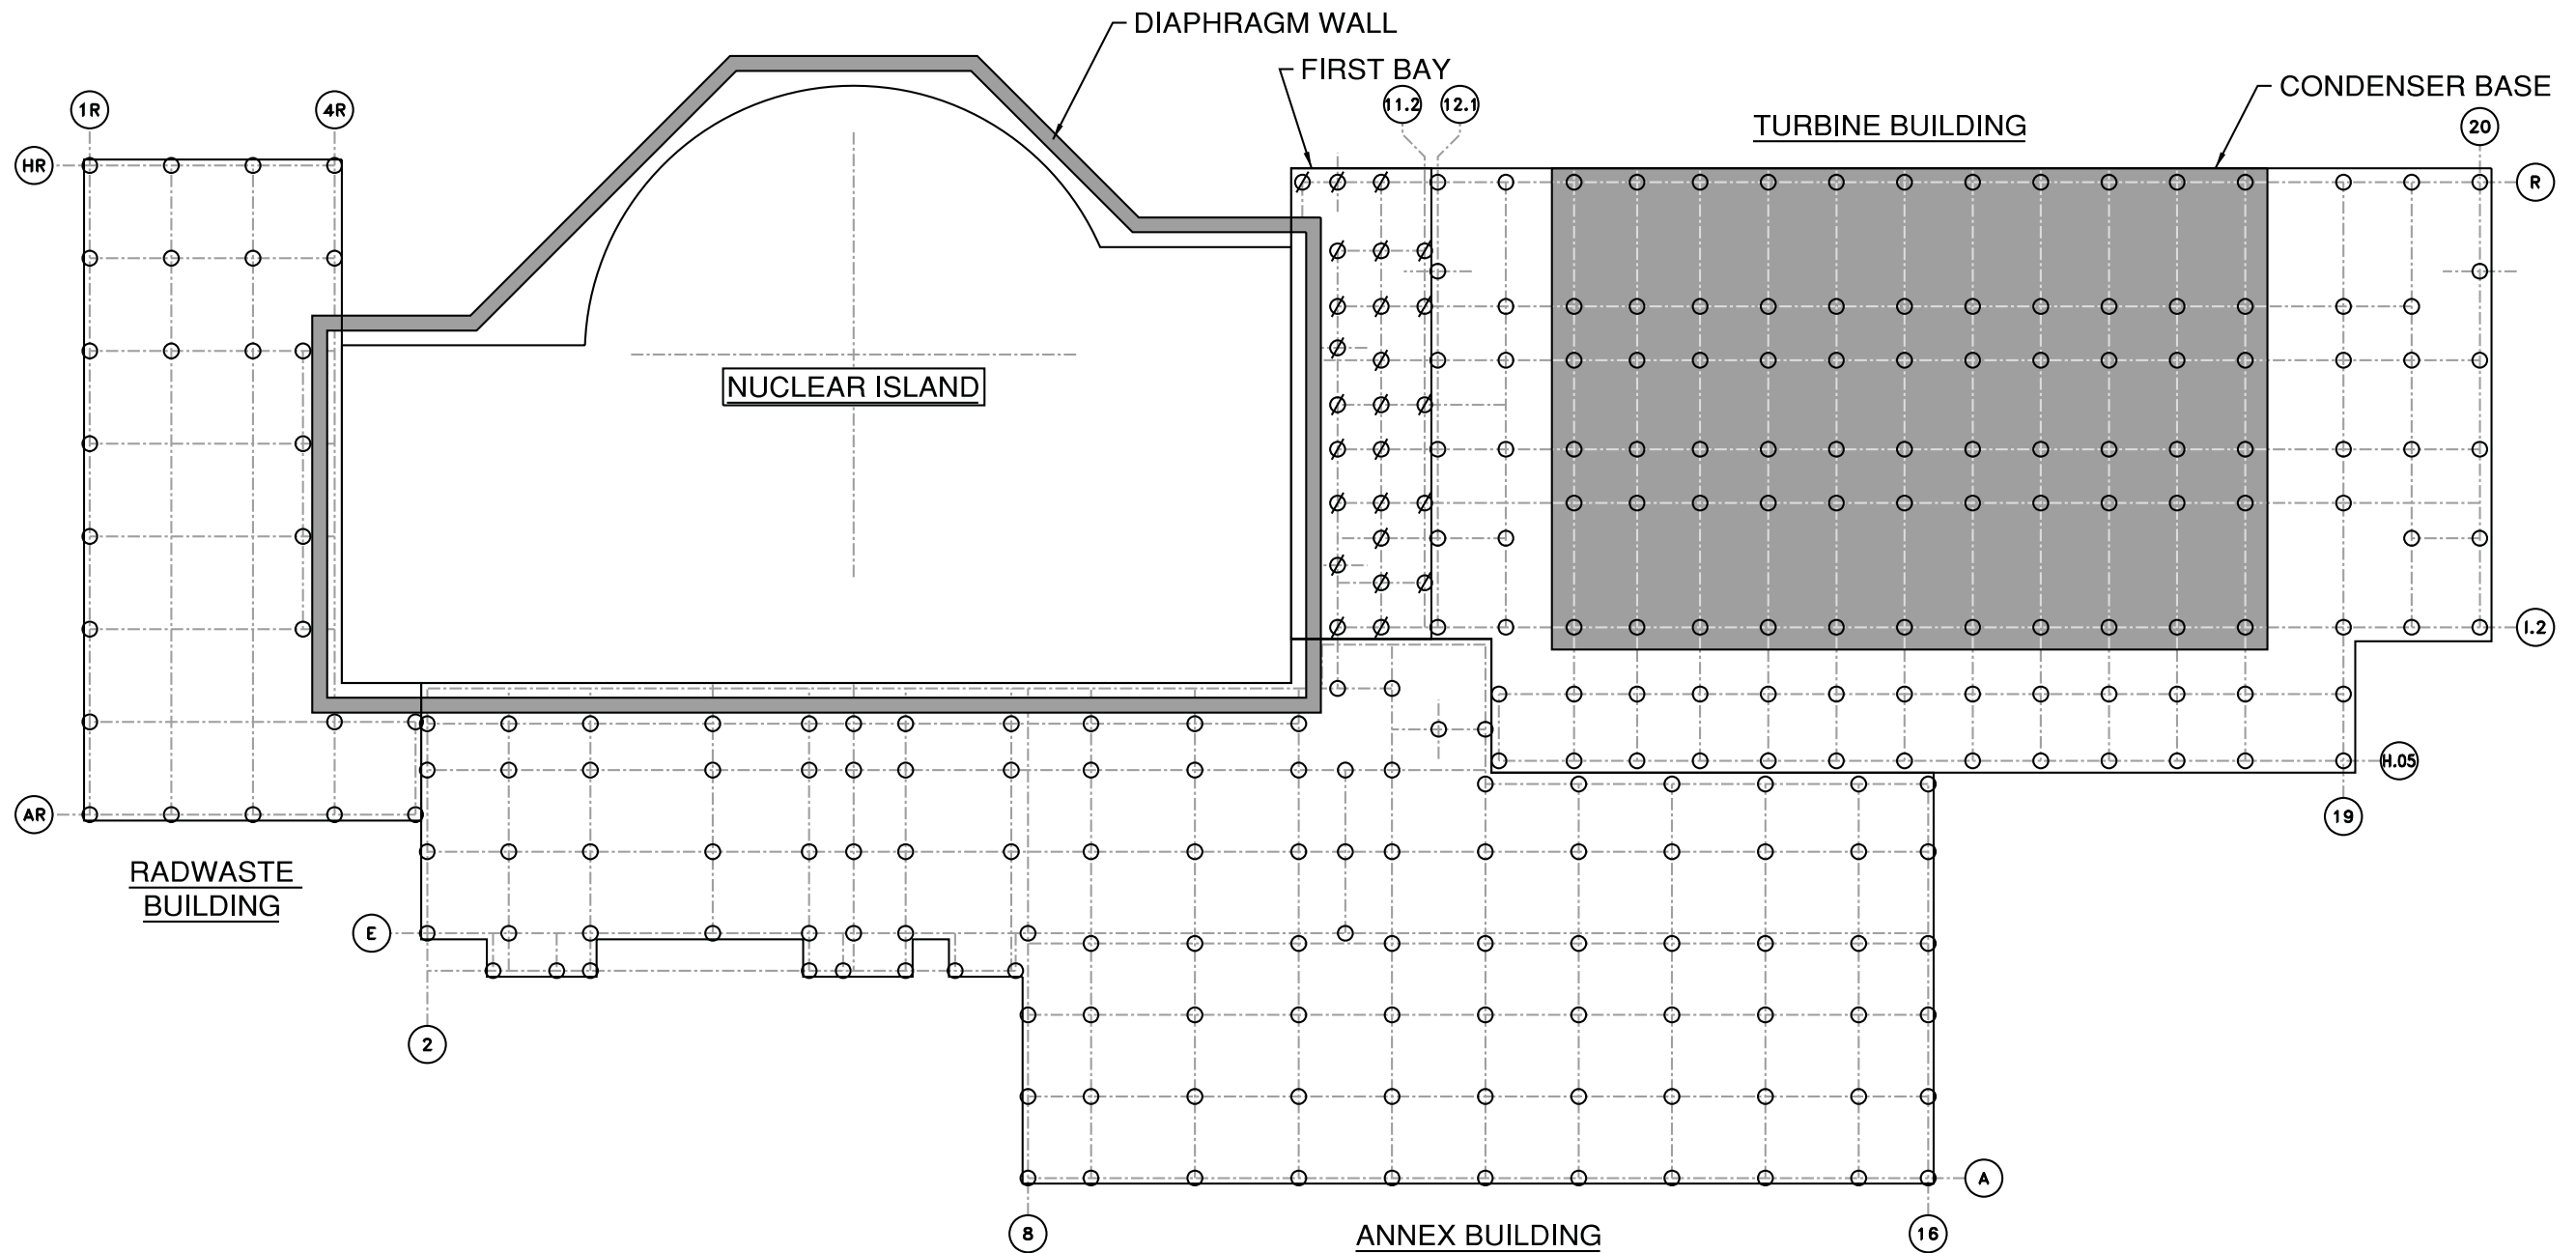 DIAPHRAGM WALL
FIRST BAY
CONDENSER BASE
1R
4R
11.2
12.1
TURBINE BUILDING
20
HR
R
NUCLEAR ISLAND
I.2
H.05
AR
19
RADWASTE
BUILDING
E
2
A
8
ANNEX BUILDING
16